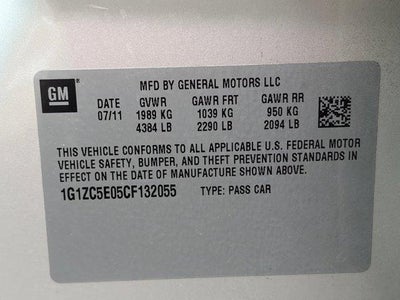 GM
MFD BY GENERAL MOTORS LLC
DATE GVWR GAWR FRT GAWR RR
07/11 1989 KG 1039 KG 950 KG
4384 LB 2290 LB 2094 LB
THIS VEHICLE CONFORMS TO ALL APPLICABLE U.S. FEDERAL MOTOR
VEHICLE SAFETY, BUMPER, AND THEFT PREVENTION STANDARDS IN
EFFECT ON THE DATE OF MANUFACTURE SHOWN ABOVE.
1G1ZC5E05CF132055 TYPE: PASS CAR